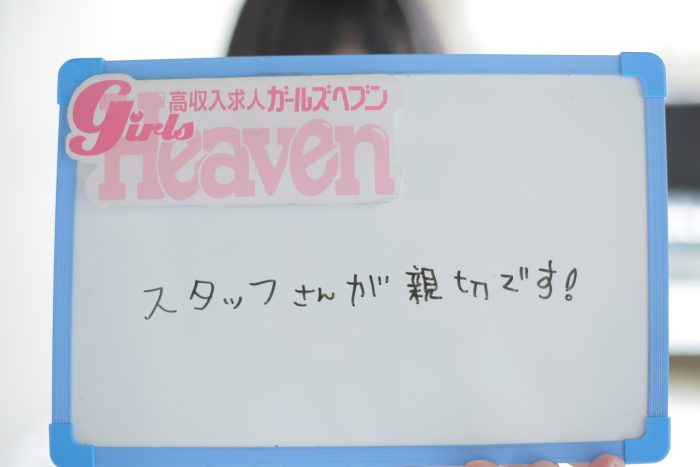 高収入求人ガールズヘブン
Girls
Heaven
スタッフさんが親切です!